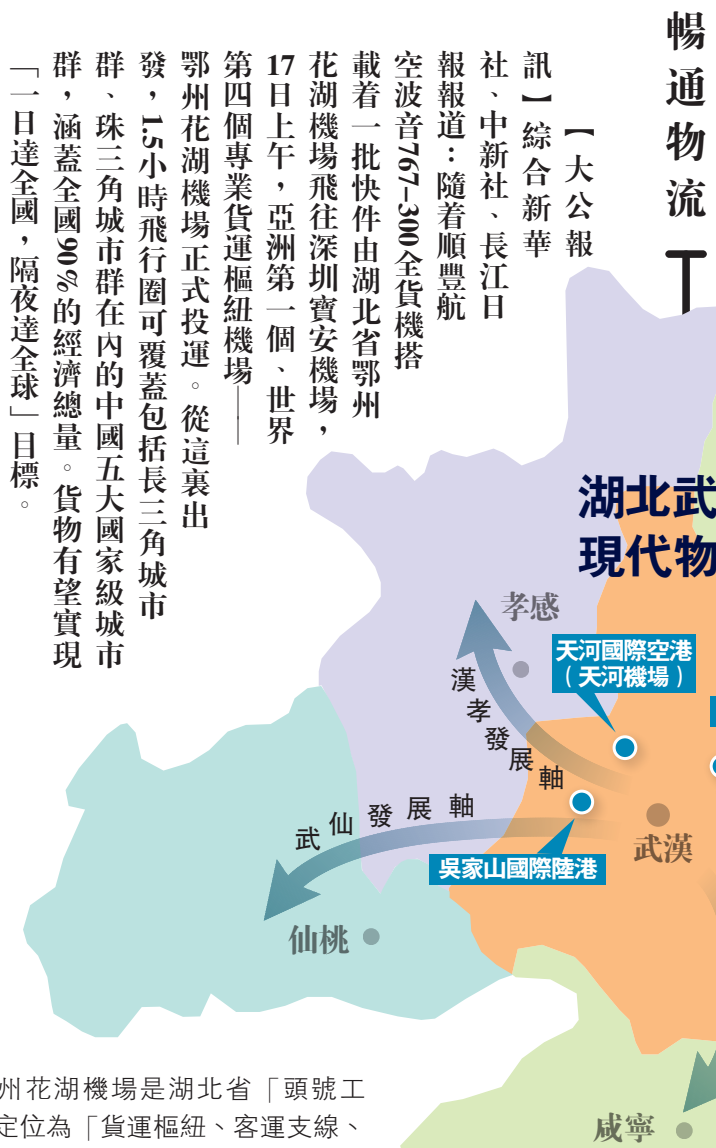 暢通物流
【大公報
訊】綜合新華
社、中新社、長江日
報報道：隨着順豐航
空波音767–300全貨機搭
載着一批快件由湖北省鄂州
花湖機場飛往深圳寶安機場，
17日上午，亞洲第一個、世界
第四個專業貨運樞紐機場——
鄂州花湖機場正式投運。從這裏出
發，1.5小時飛行圈可覆蓋包括長三角城市
群、珠三角城市群在內的中國五大國家級城市
群，涵蓋全國90%的經濟總量。貨物有望實現
「一日達全國，隔夜達全球」目標。
湖北武
現代物
孝感
天河國際空港
（天河機場）
漢孝發展軸
武仙發展軸
武漢
吳家山國際陸港
仙桃
州花湖機場是湖北省「頭號工
定位為「貨運樞紐、客運支線、
咸寧